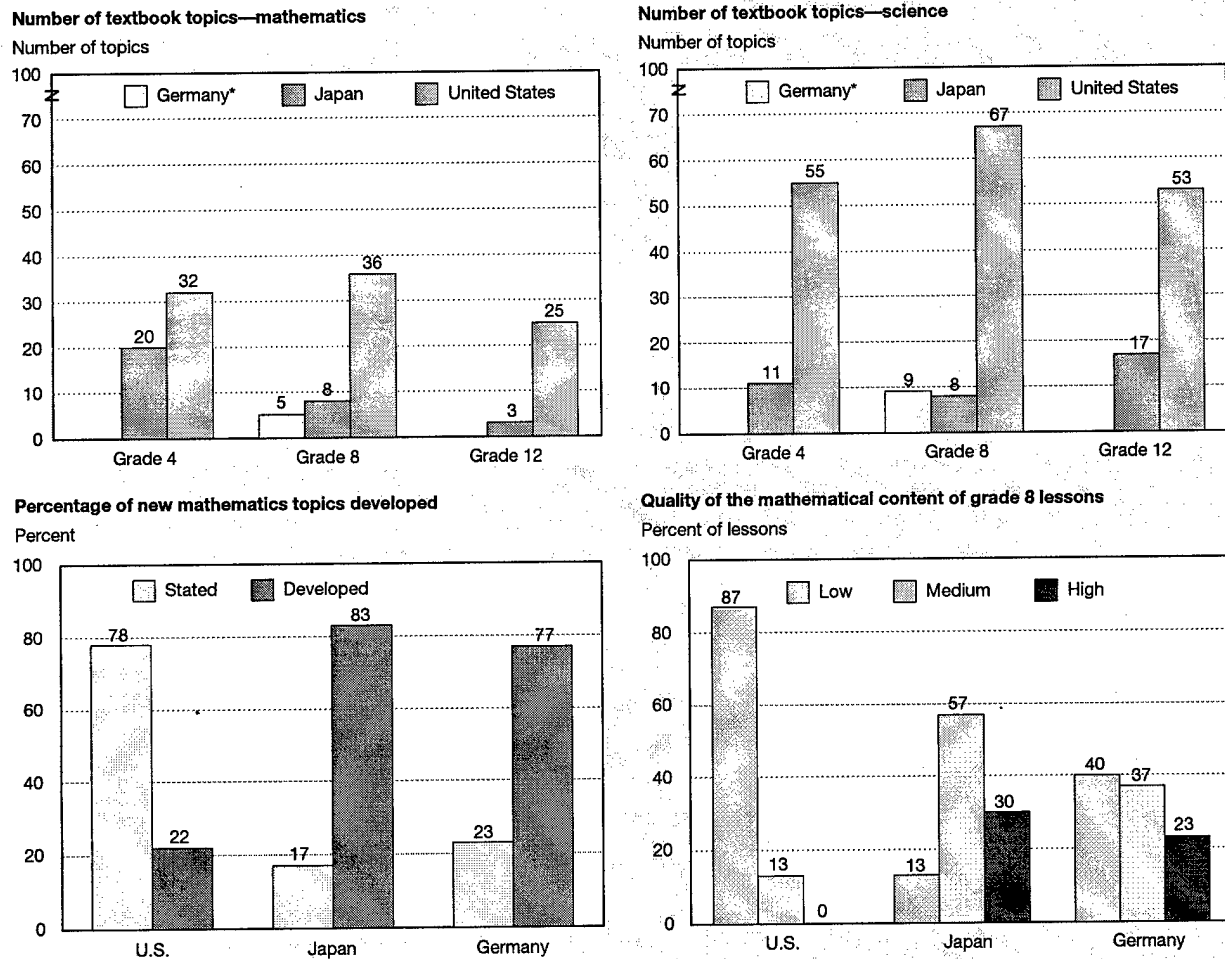 Number of textbook topics—mathematics
Number of topics
100
70
60
50
40
30
20
10
0
Germany*
Japan
United States
20
32
5
8
36
3
25
Grade 4
Grade 8
Grade 12
Number of textbook topics—science
Number of topics
100
70
60
50
40
30
20
10
0
Germany*
Japan
United States
11
55
9
8
67
17
53
Grade 4
Grade 8
Grade 12
Percentage of new mathematics topics developed
Percent
100
80
60
40
20
0
Stated
Developed
78
22
17
83
23
77
U.S.
Japan
Germany
Quality of the mathematical content of grade 8 lessons
Percent of lessons
100
80
60
40
20
0
Low
Medium
High
87
13
0
13
57
30
40
37
23
U.S.
Japan
Germany